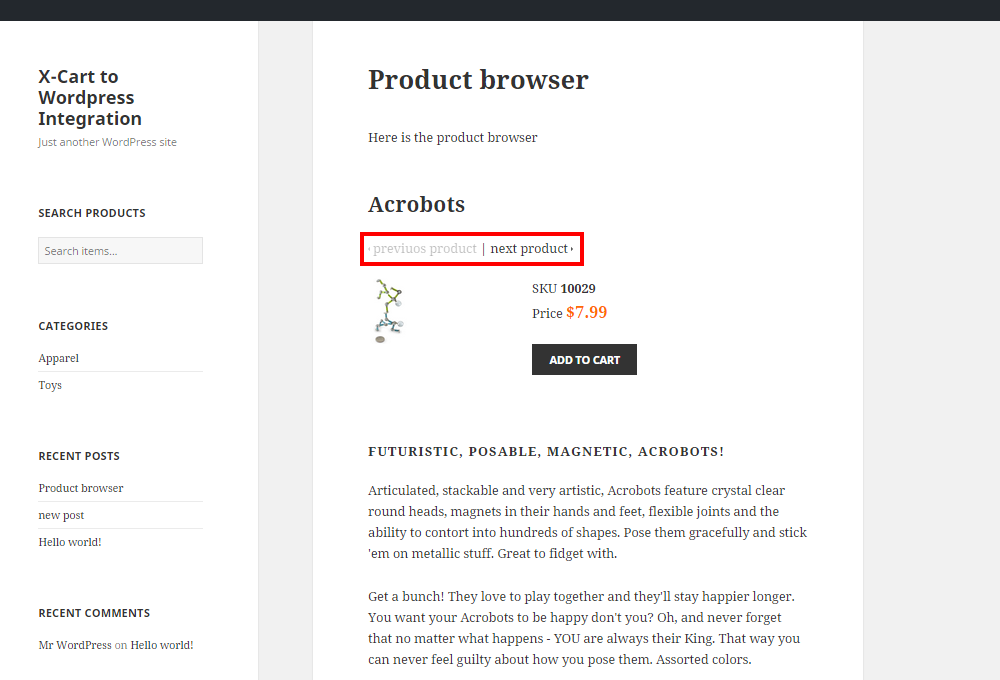 X-Cart to
Wordpress
Integration
Just another WordPress site
SEARCH PRODUCTS
Search items...
CATEGORIES
Apparel
Toys
RECENT POSTS
Product browser
new post
Hello world!
RECENT COMMENTS
Mr WordPress on Hello world!
Product browser
Here is the product browser
Acrobots
‹ previuos product | next product ›
SKU 10029
Price $7.99
ADD TO CART
FUTURISTIC, POSABLE, MAGNETIC, ACROBOTS!
Articulated, stackable and very artistic, Acrobots feature crystal clear
round heads, magnets in their hands and feet, flexible joints and the
ability to contort into hundreds of shapes. Pose them gracefully and stick
'em on metallic stuff. Great to fidget with.
Get a bunch! They love to play together and they'll stay happier longer.
You want your Acrobots to be happy don't you? Oh, and never forget
that no matter what happens - YOU are always their King. That way you
can never feel guilty about how you pose them. Assorted colors.